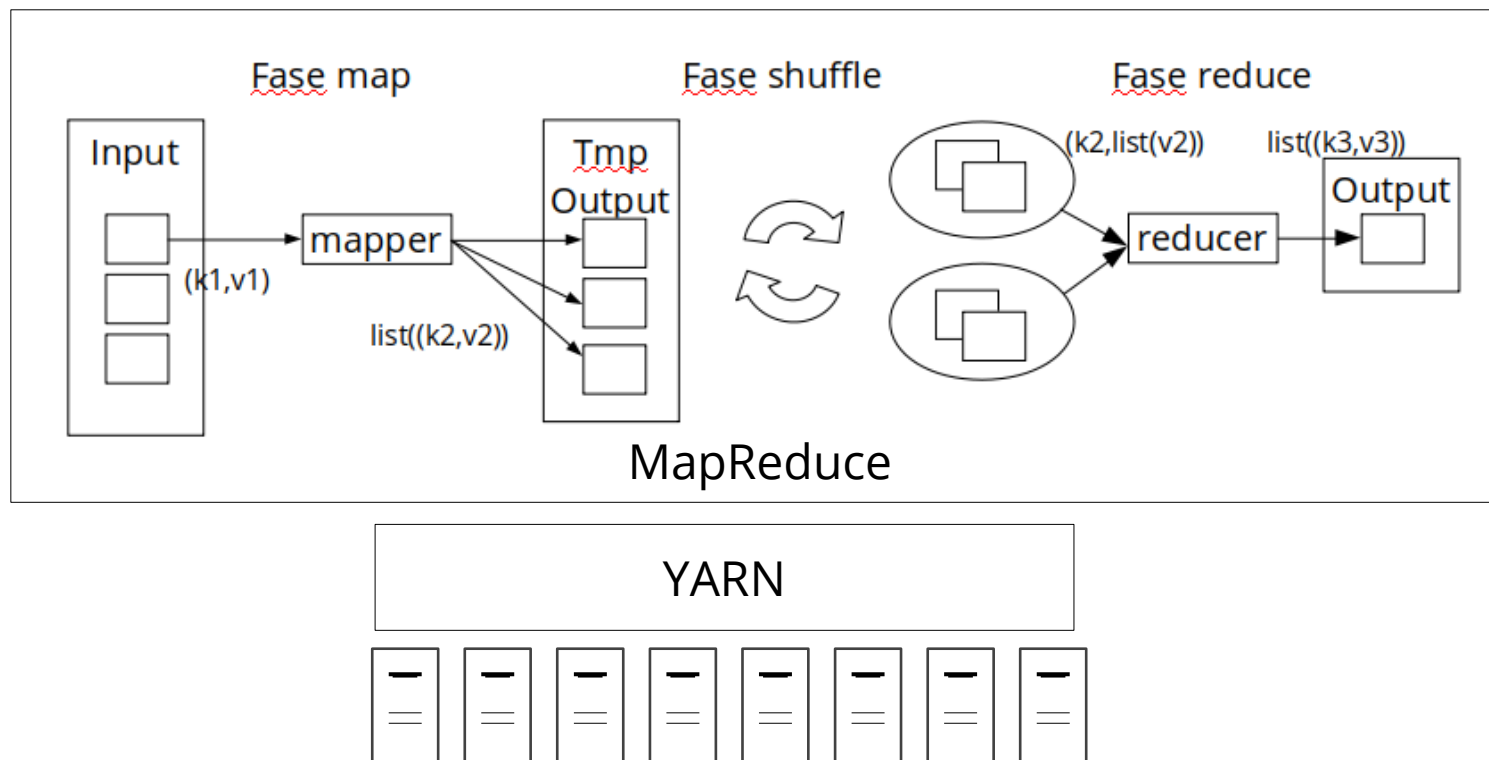 Fase map
Fase shuffle
Fase reduce
Input
Tmp
Output
(k2,list(v2))
list((k3,v3))
Output
mapper
reducer
(k1,v1)
list((k2,v2))
MapReduce
YARN